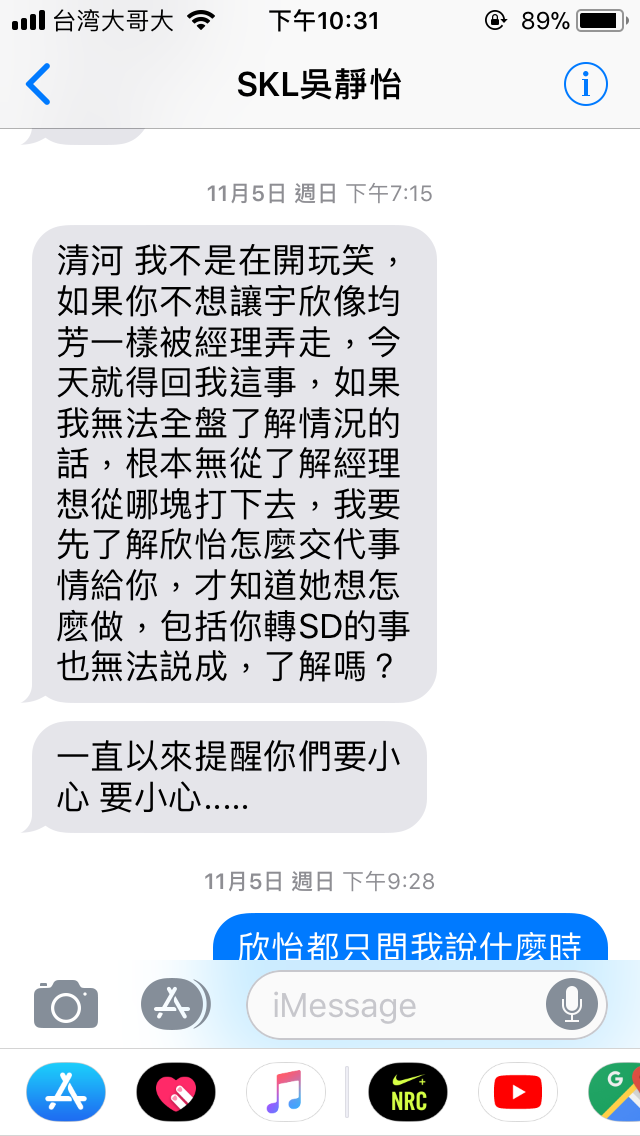 台湾大哥大 下午10:31 89%
SKL吳靜怡
11月5日 週日 下午7:15
清河 我不是在開玩笑，
如果你不想讓宇欣像均
芳一樣被經理弄走，今
天就得回我這事，如果
我無法全盤了解情況的
話，根本無從了解經理
想從哪塊打下去，我要
先了解欣怡怎麼交代事
情給你，才知道她想怎
麼做，包括你轉SD的事
也無法說成，了解嗎？
一直以來提醒你們要小
心 要小心.....
11月5日 週日 下午9:28
欣怡都只問我說什麼時
iMessage
NRC
G